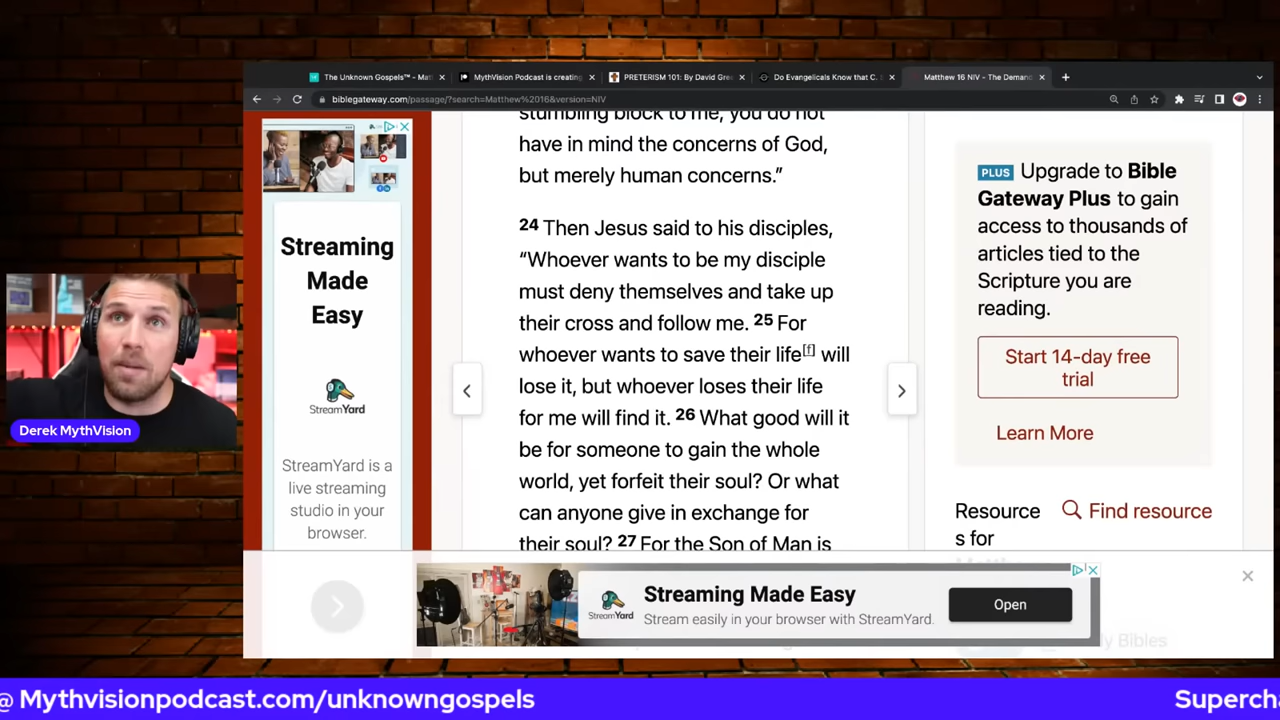 The Unknown Gospels™ - Mat
MythVision Podcast is creating
PRETERISM 101: By David Gree
Do Evangelicals Know that C.
Matthew 16 NIV - The Deman
biblegateway.com/passage/?search=Matthew%2016&version=NIV
Streaming
Made
Easy
StreamYard
StreamYard is a
live streaming
studio in your
browser.
stumbling block to me; you do not
have in mind the concerns of God,
but merely human concerns.”
24 Then Jesus said to his disciples,
“Whoever wants to be my disciple
must deny themselves and take up
their cross and follow me. 25 For
whoever wants to save their life[f] will
lose it, but whoever loses their life
for me will find it. 26 What good will it
be for someone to gain the whole
world, yet forfeit their soul? Or what
can anyone give in exchange for
their soul? 27 For the Son of Man is
PLUS Upgrade to Bible
Gateway Plus to gain
access to thousands of
articles tied to the
Scripture you are
reading.
Start 14-day free
trial
Learn More
Resource
s for
Find resource
Derek MythVision
StreamYard
Streaming Made Easy
Stream easily in your browser with StreamYard.
Open
Bibles
@ Mythvisionpodcast.com/unknowngospels
Supercha